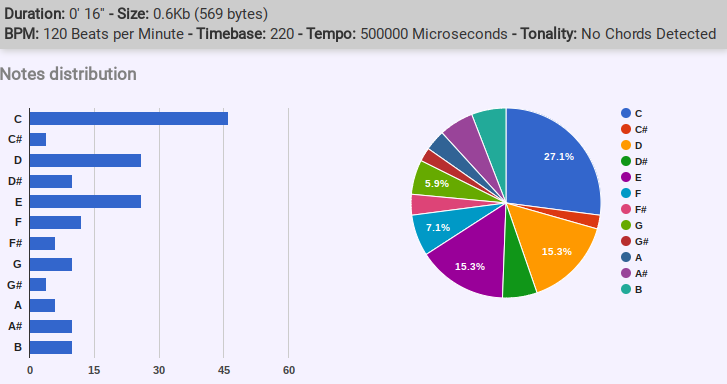 Duration: 0' 16" - Size: 0.6Kb (569 bytes)
BPM: 120 Beats per Minute - Timebase: 220 - Tempo: 500000 Microseconds - Tonality: No Chords Detected
Notes distribution
C
C#
D
D#
E
F
F#
G
G#
A
A#
B
0 15 30 45 60
27.1%
15.3%
15.3%
7.1%
5.9%
C
C#
D
D#
E
F
F#
G
G#
A
A#
B